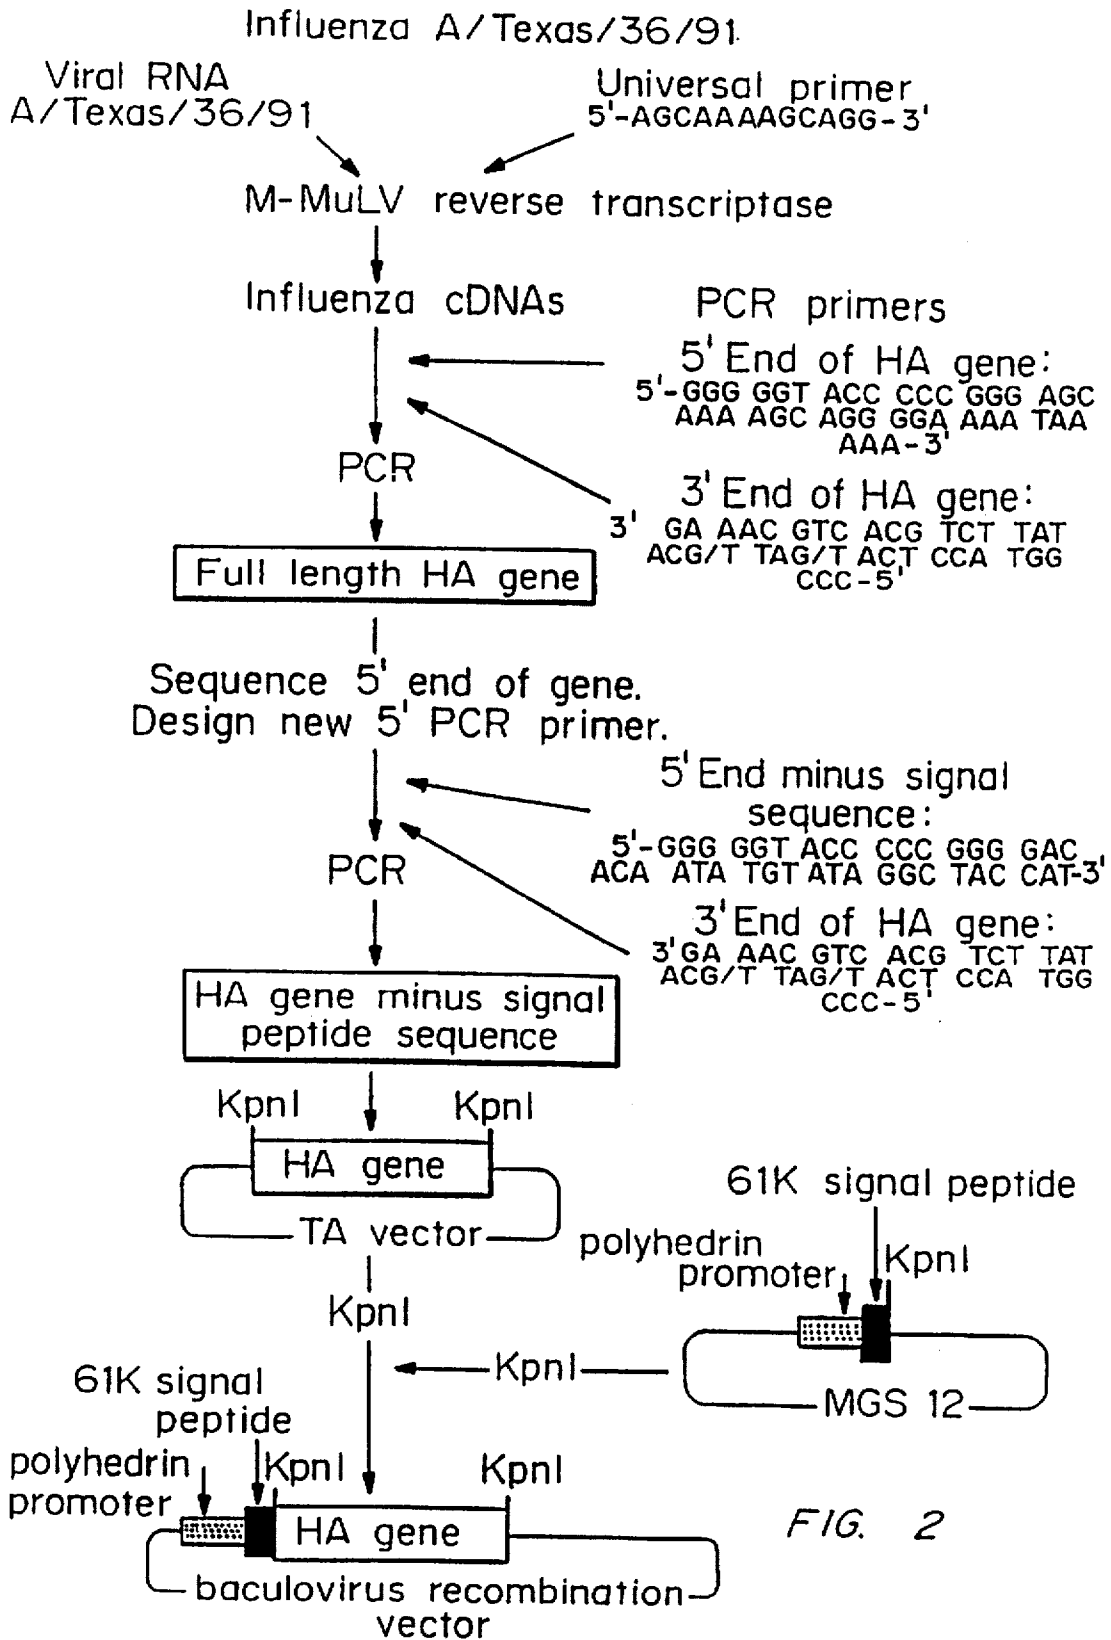 Influenza A/Texas/36/91.
Viral RNA
A/Texas/36/91
Universal primer
5'-AGCAAAAGCAGG-3'
M-MuLV reverse transcriptase
Influenza cDNAs
PCR primers
5' End of HA gene:
5'-GGG GGT ACC CCC GGG AGC
AAA AGC AGG GGA AAA TAA
AAA-3'
PCR
3' End of HA gene:
3' GA AAC GTC ACG TCT TAT
ACG/T TAG/T ACT CCA TGG
CCC-5'
Full length HA gene
Sequence 5' end of gene.
Design new 5' PCR primer.
5' End minus signal
sequence:
5'-GGG GGT ACC CCC GGG GAC
ACA ATA TGT ATA GGC TAC CAT-3'
PCR
3' End of HA gene:
3' GA AAC GTC ACG TCT TAT
ACG/T TAG/T ACT CCA TGG
CCC-5'
HA gene minus signal
peptide sequence
KpnI KpnI
HA gene
TA vector
61K signal peptide
polyhedrin
promoter
KpnI
KpnI
KpnI
MGS 12
61K signal
peptide
polyhedrin
promoter
KpnI KpnI
HA gene
baculovirus recombination
vector
FIG. 2